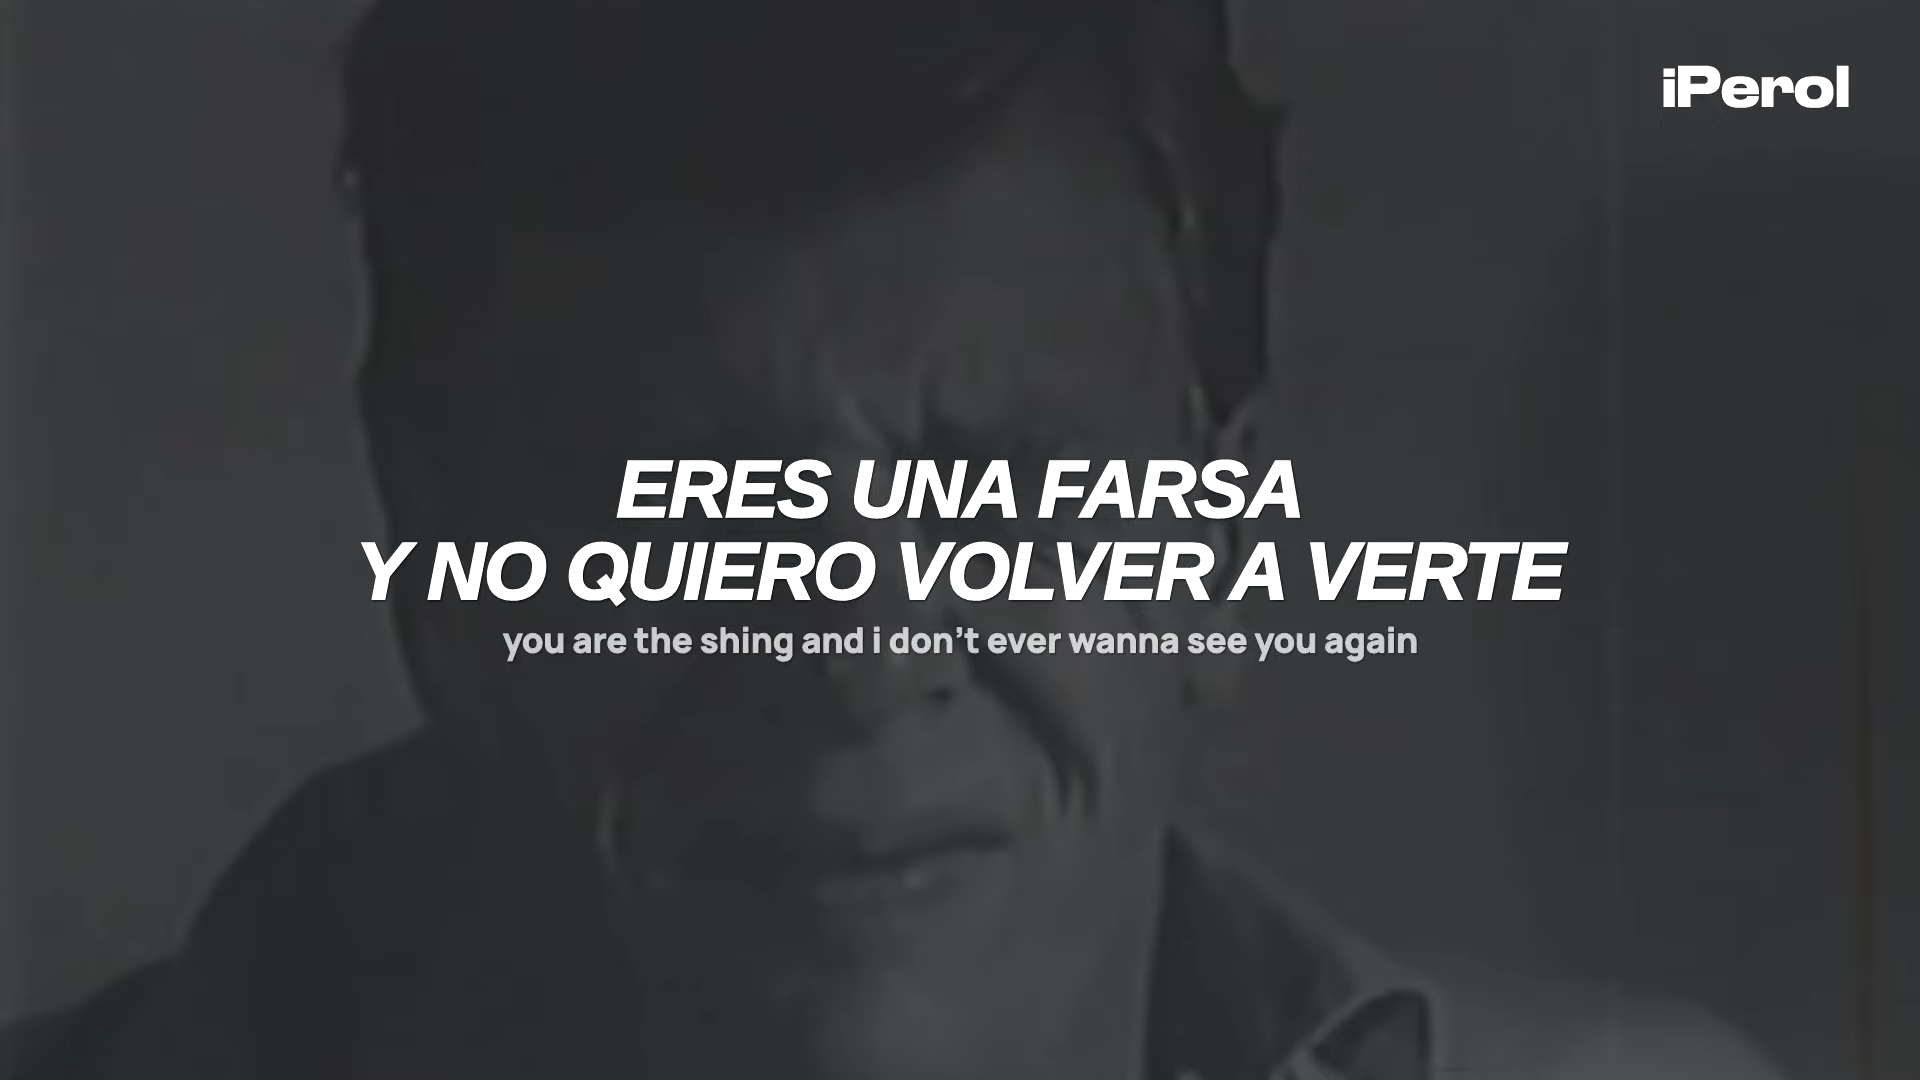 iPerol
ERES UNA FARSA
Y NO QUIERO VOLVER A VERTE
you are the shing and i don’t ever wanna see you again